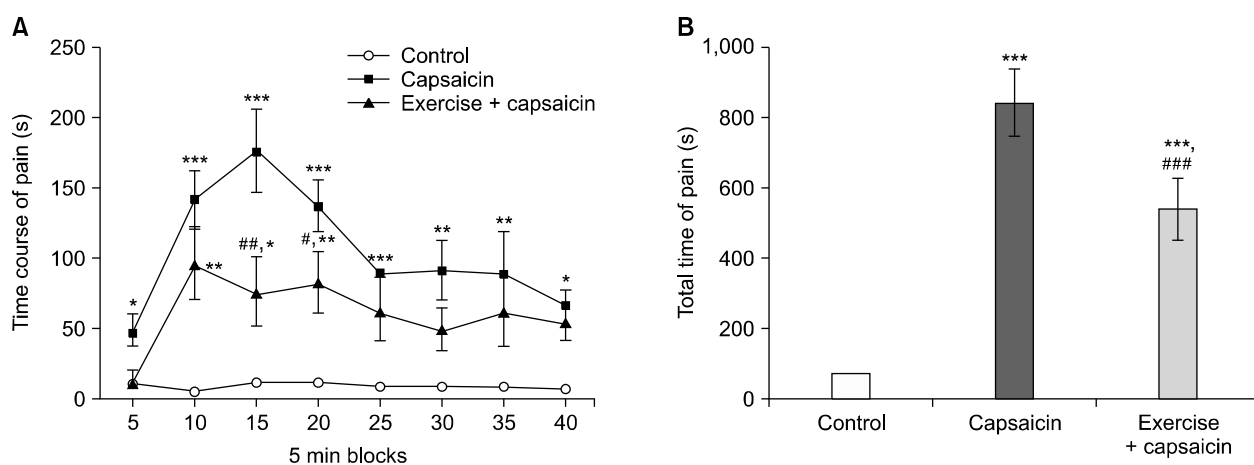 A
Time course of pain (s)
250
200
150
100
50
0
Control
Capsaicin
Exercise + capsaicin
*
***
***
***
***
**
**
*
**
##,*
#,**
5 10 15 20 25 30 35 40
5 min blocks
B
Total time of pain (s)
1,000
800
600
400
200
0
***
***,
###
Control
Capsaicin
Exercise
+ capsaicin